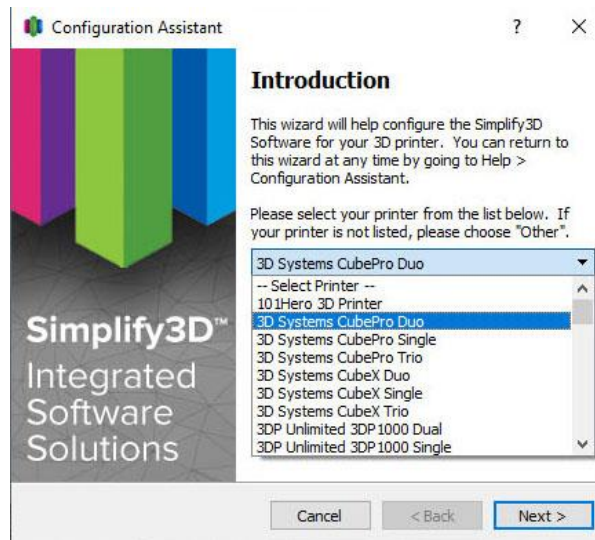 Configuration Assistant
?
Introduction
This wizard will help configure the Simplify3D
Software for your 3D printer. You can return to
this wizard at any time by going to Help >
Configuration Assistant.
Please select your printer from the list below. If
your printer is not listed, please choose "Other".
3D Systems CubePro Duo
-- Select Printer --
101Hero 3D Printer
3D Systems CubePro Duo
3D Systems CubePro Single
3D Systems CubePro Trio
3D Systems CubeX Duo
3D Systems CubeX Single
3D Systems CubeX Trio
3DP Unlimited 3DP1000 Dual
3DP Unlimited 3DP1000 Single
Simplify3D™
Integrated
Software
Solutions
Cancel
< Back
Next >